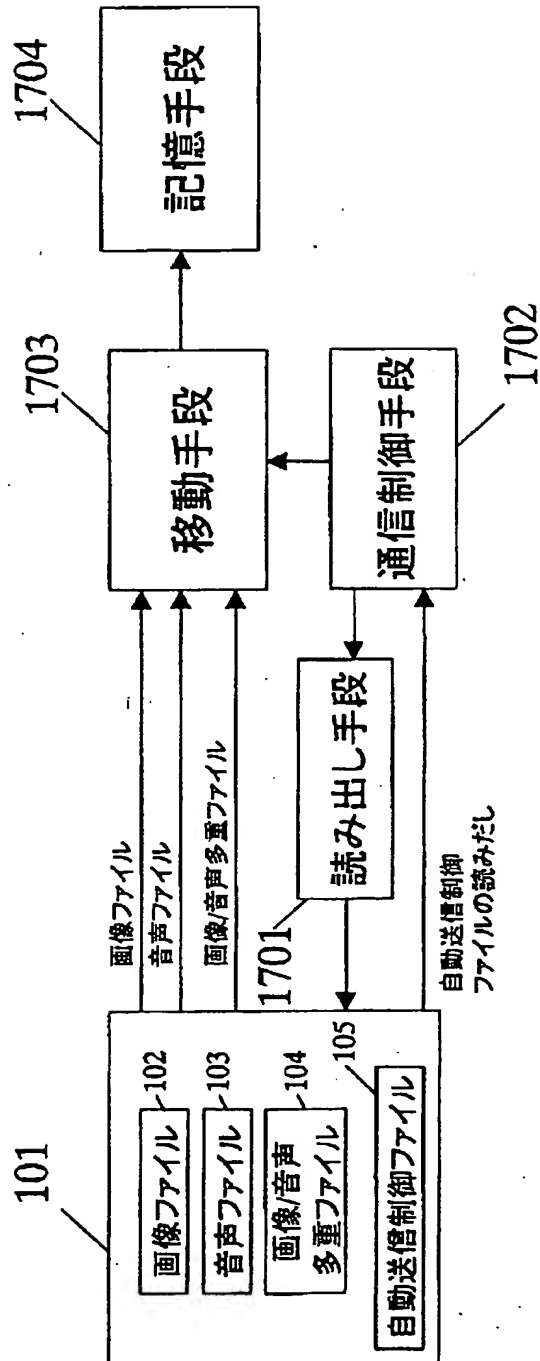 101
画像ファイル
102
音声ファイル
103
画像/音声
多重ファイル
104
自動送信制御ファイル
105
画像ファイル
音声ファイル
画像/音声多重ファイル
1701
読み出し手段
自動送信制御
ファイルの読みだし
1703
移動手段
通信制御手段
1702
1704
記憶手段